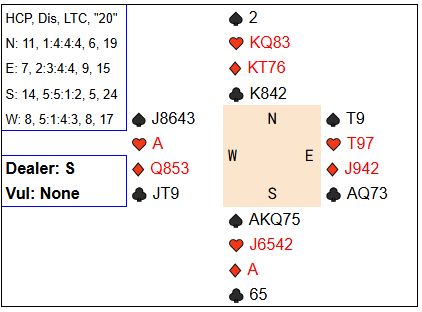 HCP, Dis, LTC, "20"
N: 11, 1:4:4:4, 6, 19
E: 7, 2:3:4:4, 9, 15
S: 14, 5:5:1:2, 5, 24
W: 8, 5:1:4:3, 8, 17
♠ 2
♥ KQ83
♦ KT76
♣ K842
♠ J8643
♥ A
♦ Q853
♣ JT9
N
W E
S
♠ T9
♥ T97
♦ J942
♣ AQ73
Dealer: S
Vul: None
♠ AKQ75
♥ J6542
♦ A
♣ 65